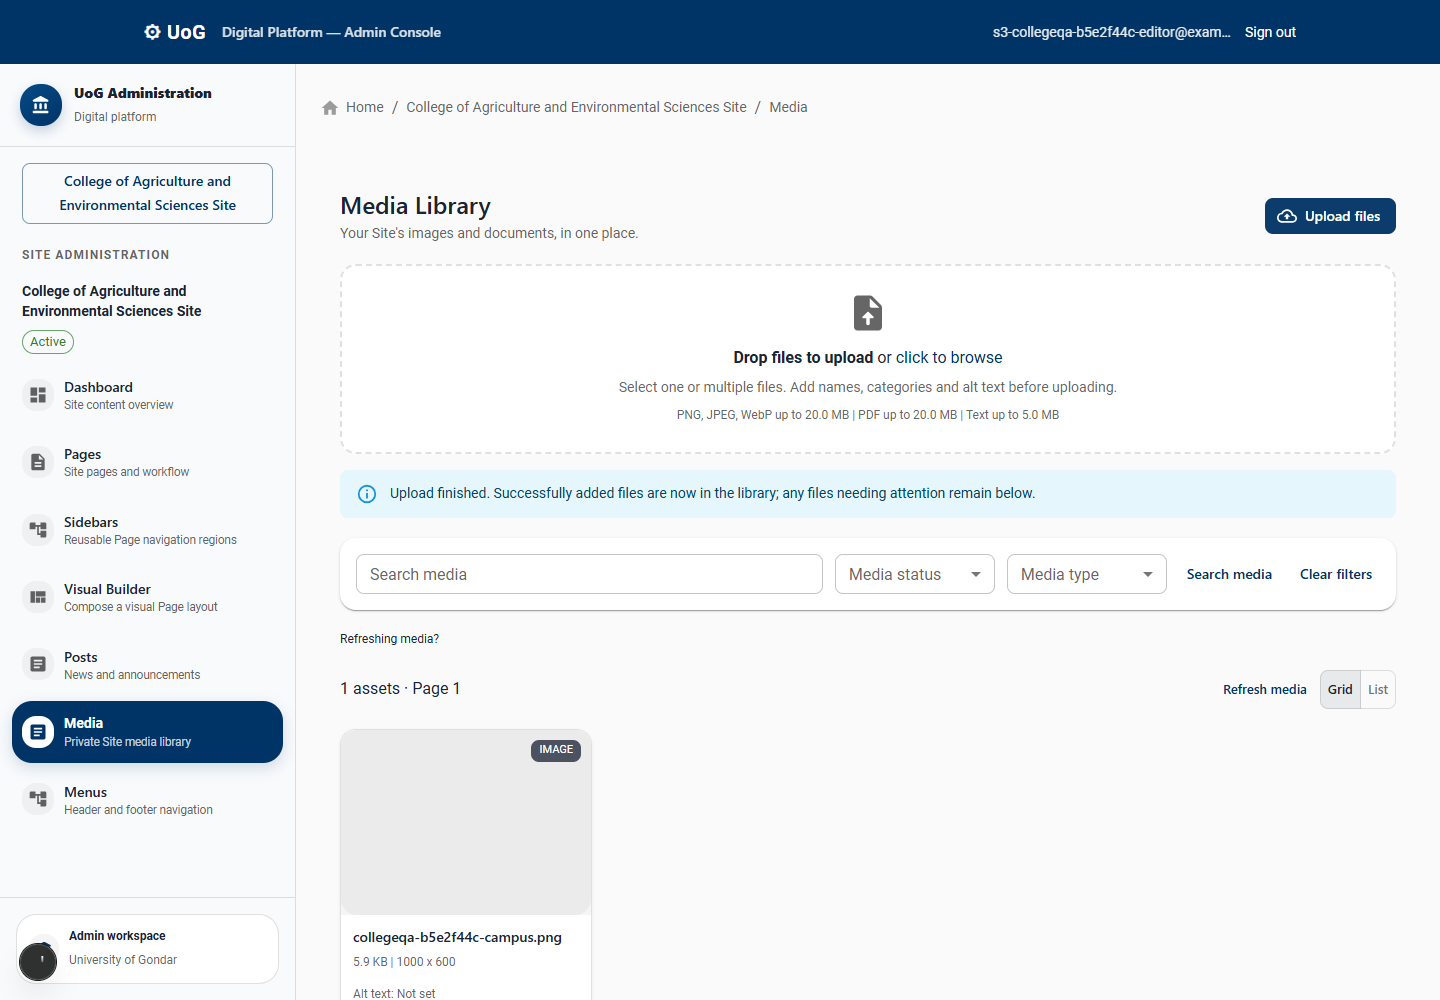 UoG
Digital Platform — Admin Console
s3-collegeqa-b5e2f44c-editor@exam...
Sign out
UoG Administration
Digital platform
College of Agriculture and
Environmental Sciences Site
SITE ADMINISTRATION
College of Agriculture and
Environmental Sciences Site
Active
Dashboard
Site content overview
Pages
Site pages and workflow
Sidebars
Reusable Page navigation regions
Visual Builder
Compose a visual Page layout
Posts
News and announcements
Media
Private Site media library
Menus
Header and footer navigation
Admin workspace
University of Gondar
Home / College of Agriculture and Environmental Sciences Site / Media
Media Library
Your Site's images and documents, in one place.
Upload files
Drop files to upload or click to browse
Select one or multiple files. Add names, categories and alt text before uploading.
PNG, JPEG, WebP up to 20.0 MB | PDF up to 20.0 MB | Text up to 5.0 MB
Upload finished. Successfully added files are now in the library; any files needing attention remain below.
Search media
Media status
Media type
Search media
Clear filters
Refreshing media?
1 assets · Page 1
Refresh media
Grid
List
IMAGE
collegeqa-b5e2f44c-campus.png
5.9 KB | 1000 x 600
Alt text: Not set